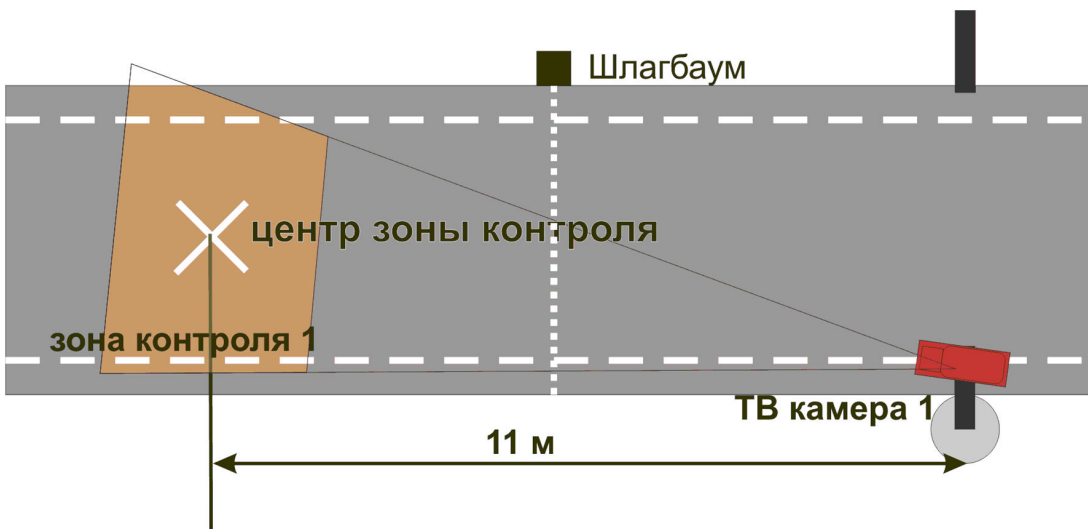 Шлагбаум
центр зоны контроля
зона контроля 1
ТВ камера 1
11 м